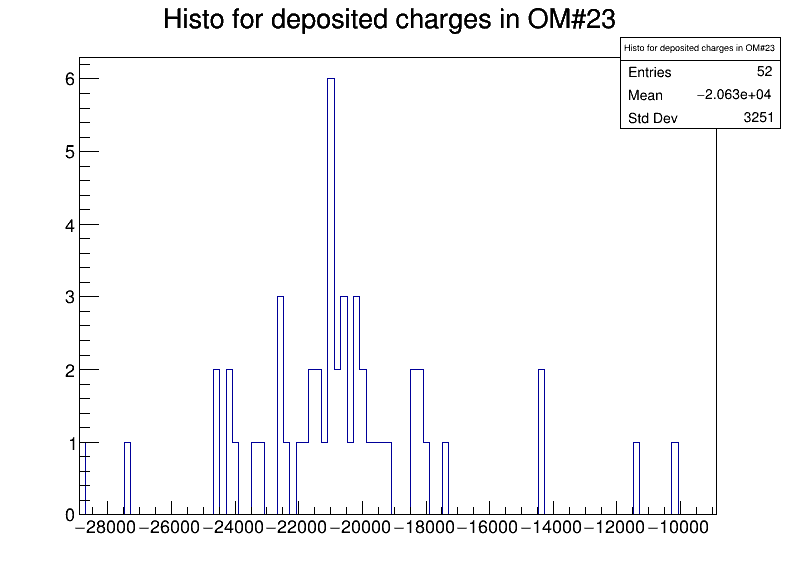 Histo for deposited charges in OM#23
Histo for deposited charges in OM#23
Entries 52
Mean −2.063e+04
Std Dev 3251
6
5
4
3
2
1
0
−28000 −26000 −24000 −22000 −20000 −18000 −16000 −14000 −12000 −10000